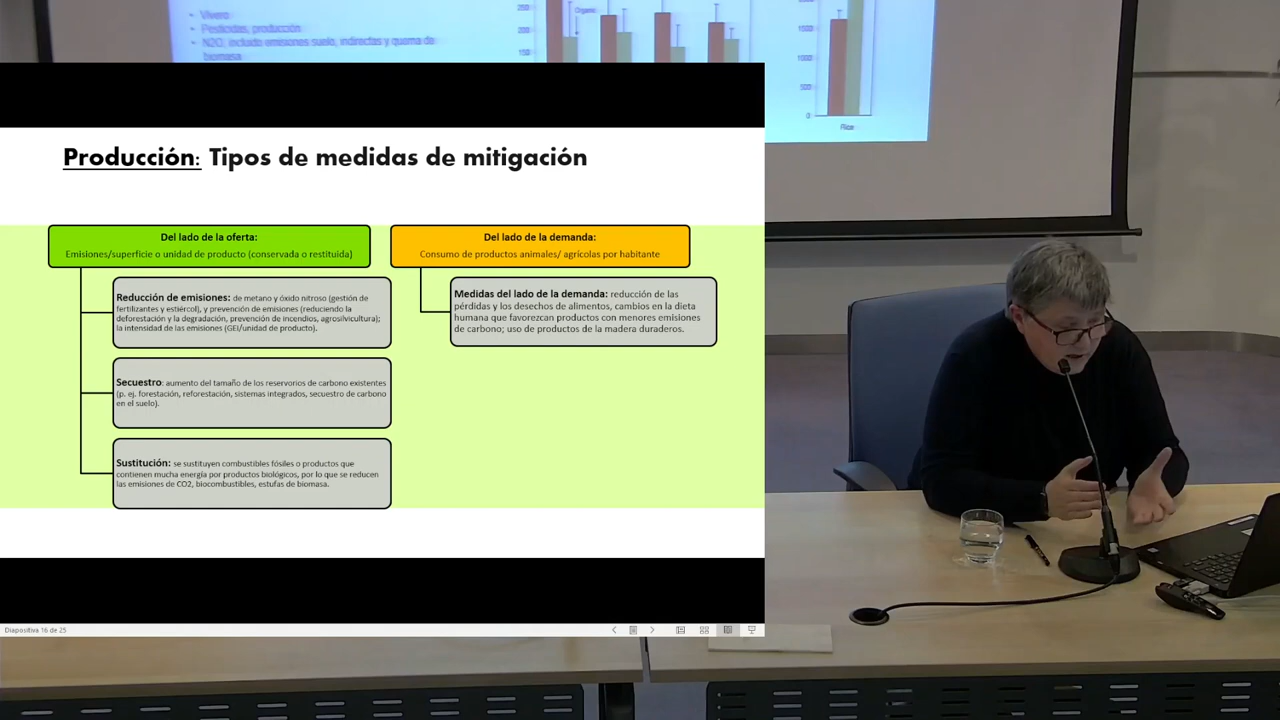 • Vivero
• Pesticidas, producción
• N2O, incluido emisiones suelo, indirectas y quema de
biomasa
250
200
150
Organic
1500
1000
500
0
Rice
Producción: Tipos de medidas de mitigación
Del lado de la oferta:
Emisiones/superficie o unidad de producto (conservada o restituida)
Reducción de emisiones: de metano y óxido nitroso (gestión de
fertilizantes y estiércol), y prevención de emisiones (reduciendo la
deforestación y la degradación, prevención de incendios, agrosilvicultura);
la intensidad de las emisiones (GEI/unidad de producto).
Secuestro: aumento del tamaño de los reservorios de carbono existentes
(p. ej. forestación, reforestación, sistemas integrados, secuestro de carbono
en el suelo).
Sustitución: se sustituyen combustibles fósiles o productos que
contienen mucha energía por productos biológicos, por lo que se reducen
las emisiones de CO2, biocombustibles, estufas de biomasa.
Del lado de la demanda:
Consumo de productos animales/ agrícolas por habitante
Medidas del lado de la demanda: reducción de las
pérdidas y los desechos de alimentos, cambios en la dieta
humana que favorezcan productos con menores emisiones
de carbono; uso de productos de la madera duraderos.
Diapositiva 16 de 25